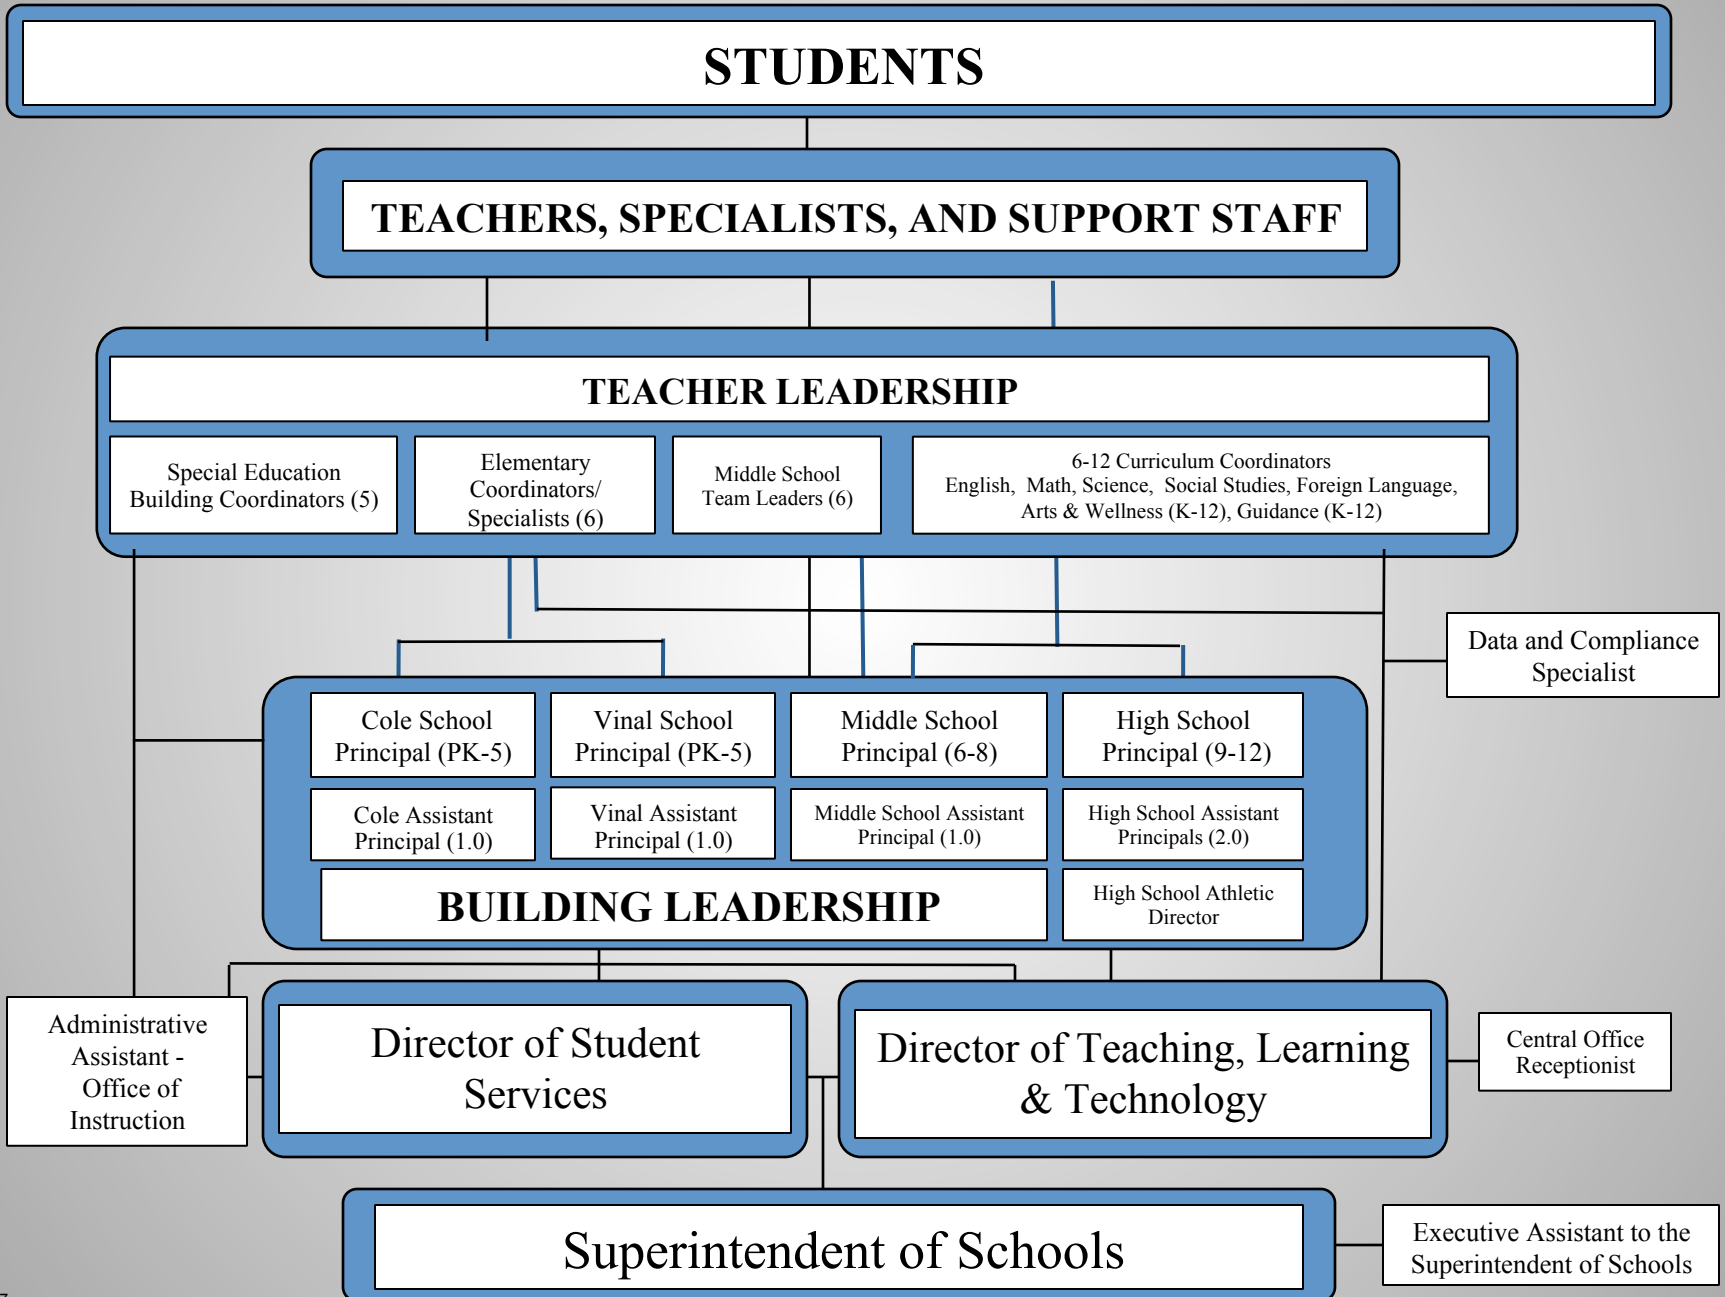 STUDENTS
TEACHERS, SPECIALISTS, AND SUPPORT STAFF
TEACHER LEADERSHIP
Special Education
Building Coordinators (5)
Elementary
Coordinators/
Specialists (6)
Middle School
Team Leaders (6)
6-12 Curriculum Coordinators
English, Math, Science, Social Studies, Foreign Language,
Arts & Wellness (K-12), Guidance (K-12)
Data and Compliance
Specialist
Cole School
Principal (PK-5)
Vinal School
Principal (PK-5)
Middle School
Principal (6-8)
High School
Principal (9-12)
Cole Assistant
Principal (1.0)
Vinal Assistant
Principal (1.0)
Middle School Assistant
Principal (1.0)
High School Assistant
Principals (2.0)
BUILDING LEADERSHIP
High School Athletic
Director
Administrative
Assistant -
Office of
Instruction
Director of Student
Services
Director of Teaching, Learning
& Technology
Central Office
Receptionist
Superintendent of Schools
Executive Assistant to the
Superintendent of Schools